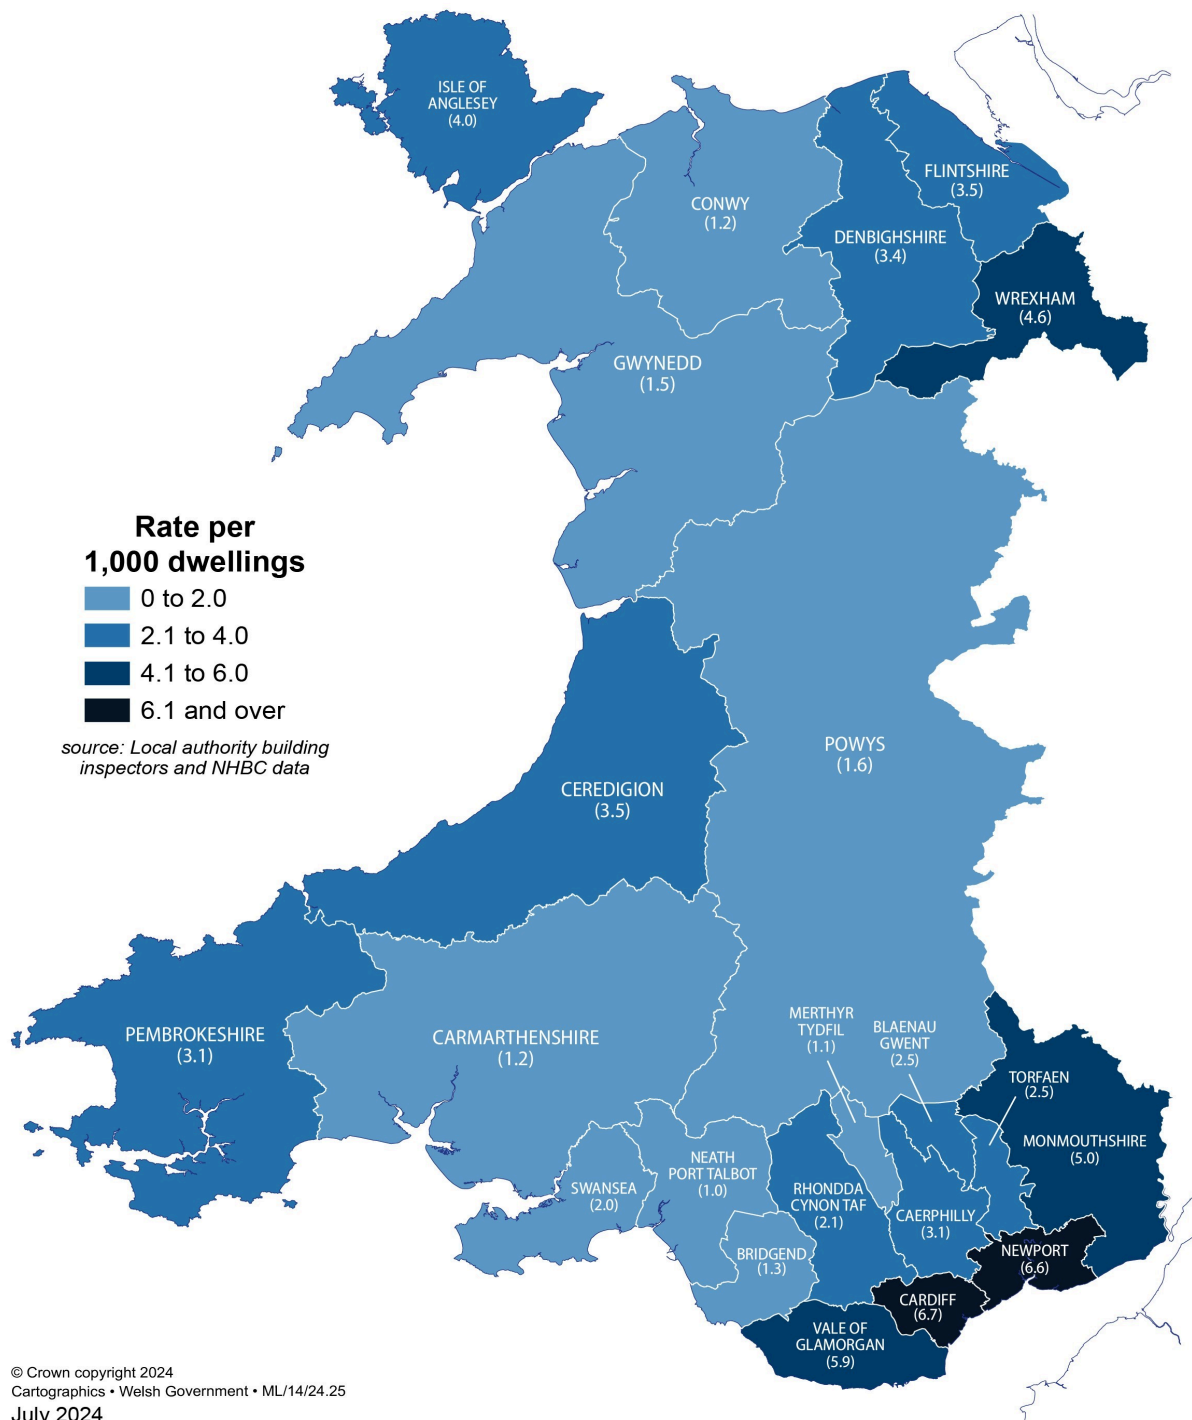 ISLE OF
ANGLESEY
(4.0)
CONWY
(1.2)
FLINTSHIRE
(3.5)
DENBIGHSHIRE
(3.4)
WREXHAM
(4.6)
GWYNEDD
(1.5)
Rate per
1,000 dwellings
0 to 2.0
2.1 to 4.0
4.1 to 6.0
6.1 and over
source: Local authority building
inspectors and NHBC data
POWYS
(1.6)
CEREDIGION
(3.5)
PEMBROKESHIRE
(3.1)
CARMARTHENSHIRE
(1.2)
MERTHYR
TYDFIL
(1.1)
BLAENAU
GWENT
(2.5)
TORFAEN
(2.5)
MONMOUTHSHIRE
(5.0)
SWANSEA
(2.0)
NEATH
PORT TALBOT
(1.0)
RHONDDA
CYNON TAF
(2.1)
CAERPHILLY
(3.1)
BRIDGEND
(1.3)
NEWPORT
(6.6)
CARDIFF
(6.7)
VALE OF
GLAMORGAN
(5.9)
© Crown copyright 2024
Cartographics • Welsh Government • ML/14/24.25
July 2024